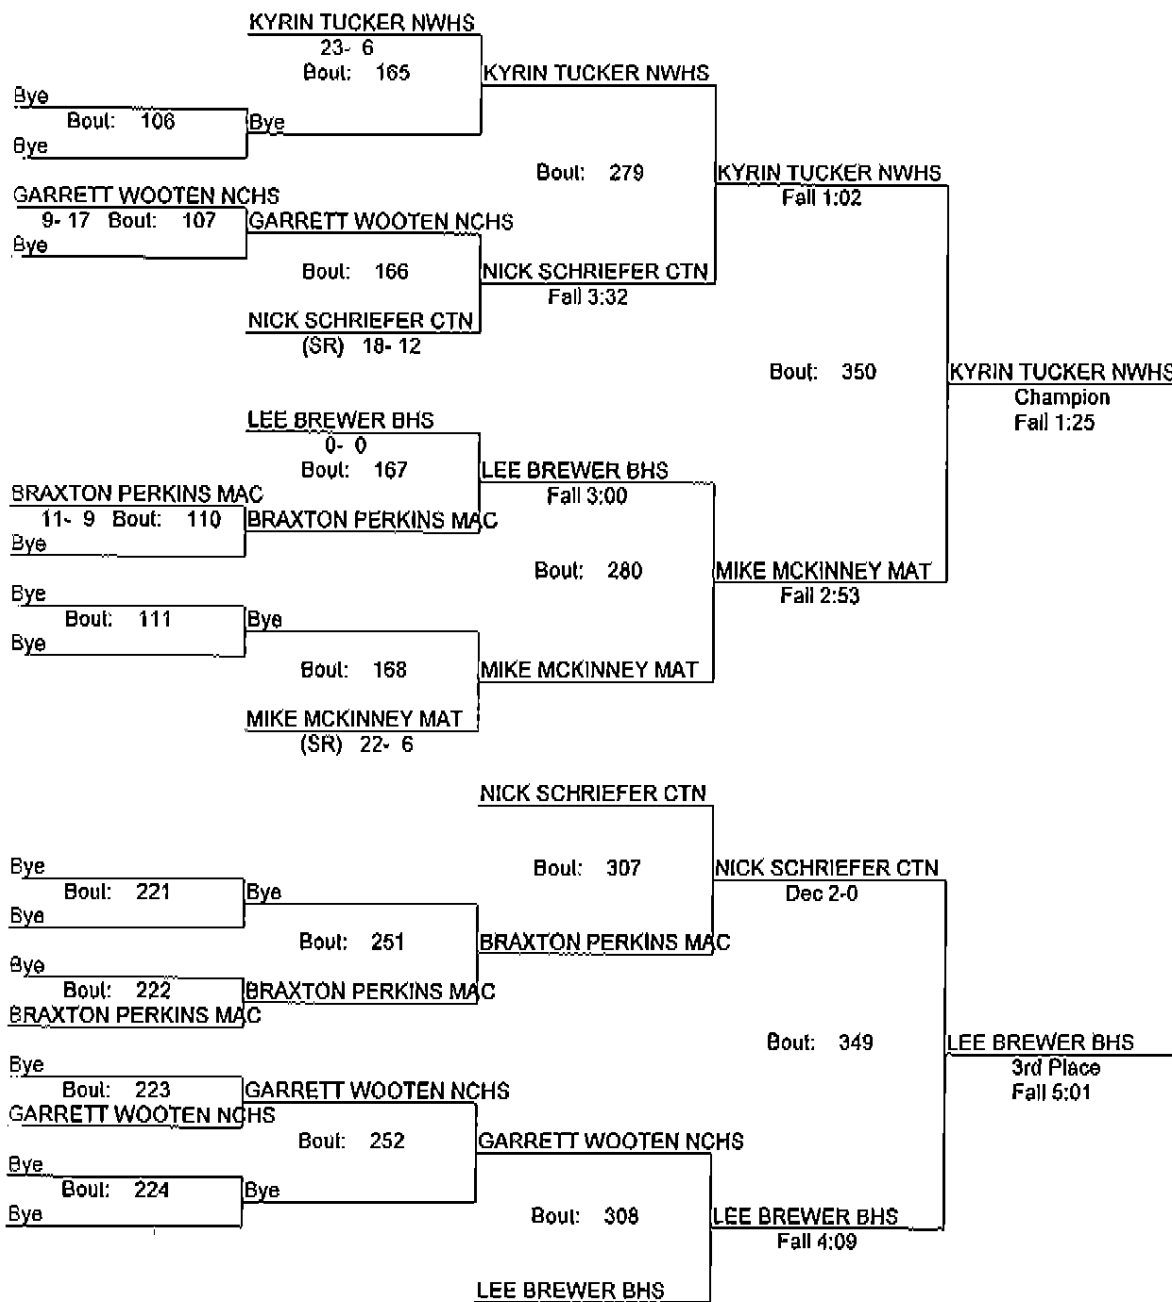 KYRIN TUCKER NWHS
23- 6
Bout: 165
KYRIN TUCKER NWHS
Bye
Bout: 106
Bye
Bye
Bout: 279
KYRIN TUCKER NWHS
Fall 1:02
GARRETT WOOTEN NCHS
9- 17 Bout: 107
GARRETT WOOTEN NCHS
Bye
Bout: 166
NICK SCHRIEFER CTN
Fall 3:32
NICK SCHRIEFER CTN
(SR) 18- 12
Bout: 350
KYRIN TUCKER NWHS
Champion
Fall 1:25
LEE BREWER BHS
0- 0
Bout: 167
LEE BREWER BHS
Fall 3:00
BRAXTON PERKINS MAC
11- 9 Bout: 110
BRAXTON PERKINS MAC
Bye
Bout: 280
MIKE MCKINNEY MAT
Fall 2:53
Bye
Bout: 111
Bye
Bye
Bout: 168
MIKE MCKINNEY MAT
MIKE MCKINNEY MAT
(SR) 22- 6
NICK SCHRIEFER CTN
Bout: 307
NICK SCHRIEFER CTN
Dec 2-0
Bye
Bout: 221
Bye
Bye
Bout: 251
BRAXTON PERKINS MAC
Bye
Bout: 222
BRAXTON PERKINS MAC
BRAXTON PERKINS MAC
Bout: 349
LEE BREWER BHS
3rd Place
Fall 5:01
Bye
Bout: 223
GARRETT WOOTEN NCHS
GARRETT WOOTEN NCHS
Bout: 252
GARRETT WOOTEN NCHS
Bye
Bout: 224
Bye
Bye
Bout: 308
LEE BREWER BHS
Fall 4:09
LEE BREWER BHS